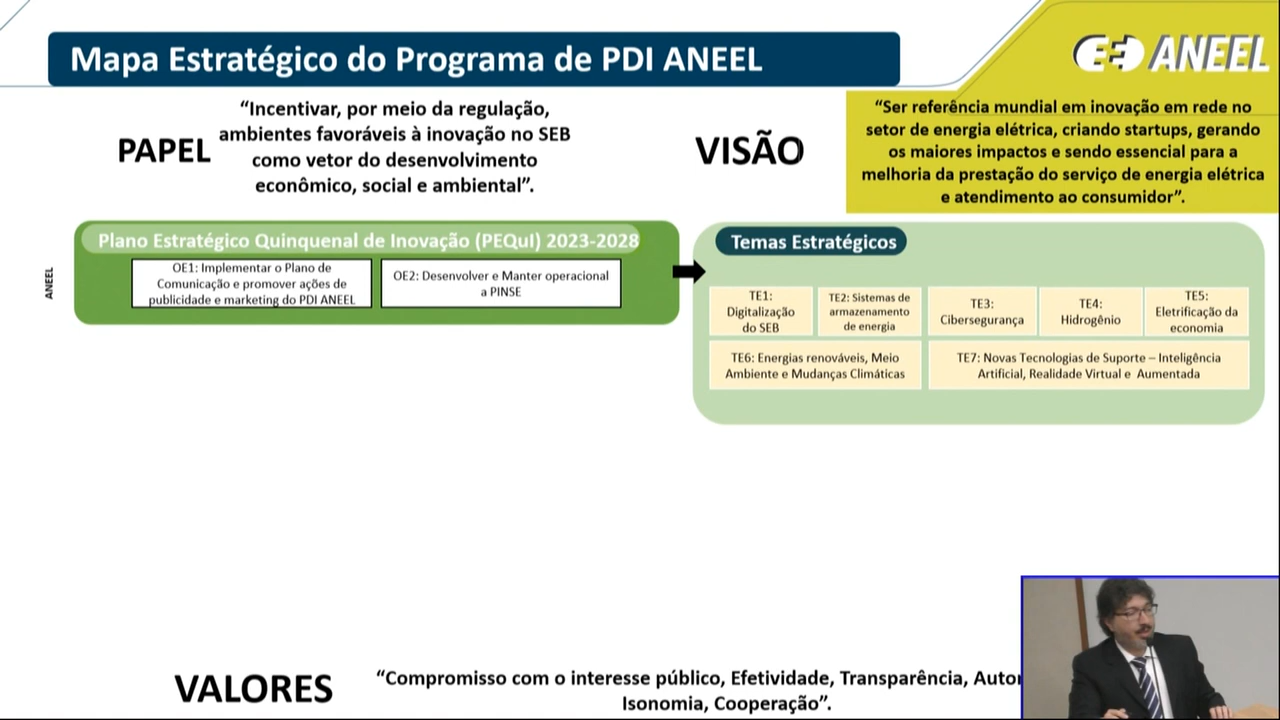 Mapa Estratégico do Programa de PDI ANEEL
ANEEL
PAPEL
“Incentivar, por meio da regulação,
ambientes favoráveis à inovação no SEB
como vetor do desenvolvimento
econômico, social e ambiental”.
VISÃO
“Ser referência mundial em inovação em rede no
setor de energia elétrica, criando startups, gerando
os maiores impactos e sendo essencial para a
melhoria da prestação do serviço de energia elétrica
e atendimento ao consumidor”.
ANEEL
Plano Estratégico Quinquenal de Inovação (PEQuI) 2023-2028
OE1: Implementar o Plano de
Comunicação e promover ações de
publicidade e marketing do PDI ANEEL
OE2: Desenvolver e Manter operacional
a PINSE
Temas Estratégicos
TE1:
Digitalização
do SEB
TE2: Sistemas de
armazenamento
de energia
TE3:
Cibersegurança
TE4:
Hidrogênio
TE5:
Eletrificação da
economia
TE6: Energias renováveis, Meio
Ambiente e Mudanças Climáticas
TE7: Novas Tecnologias de Suporte – Inteligência
Artificial, Realidade Virtual e Aumentada
VALORES
“Compromisso com o interesse público, Efetividade, Transparência,
Isonomia, Cooperação”.